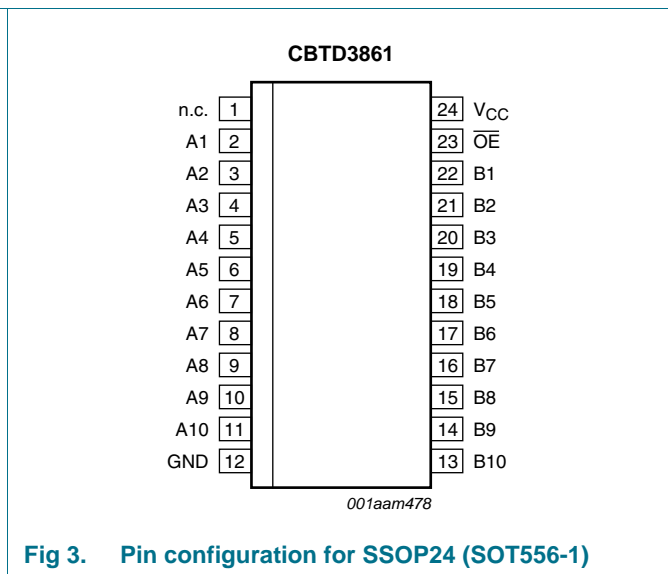 CBTD3861
n.c. 1 24 VCC
A1 2 23 O̅E̅
A2 3 22 B1
A3 4 21 B2
A4 5 20 B3
A5 6 19 B4
A6 7 18 B5
A7 8 17 B6
A8 9 16 B7
A9 10 15 B8
A10 11 14 B9
GND 12 13 B10
001aam478
Fig 3. Pin configuration for SSOP24 (SOT556-1)